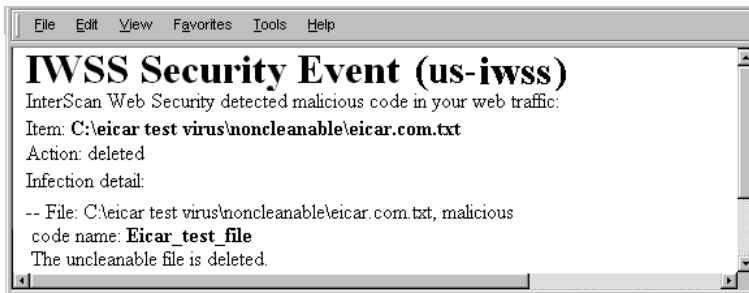 File Edit View Favorites Tools Help
IWSS Security Event (us-iwss)
InterScan Web Security detected malicious code in your web traffic:
Item: C:\eicar test virus\noncleanable\eicar.com.txt
Action: deleted
Infection detail:
-- File: C:\eicar test virus\noncleanable\eicar.com.txt, malicious
code name: Eicar_test_file
The uncleanable file is deleted.